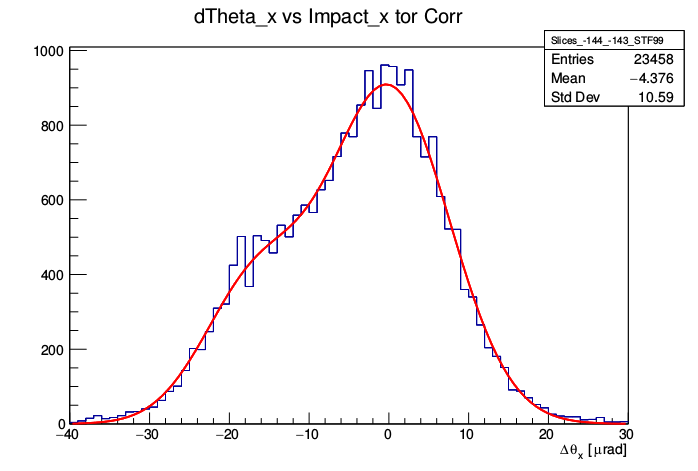 dTheta_x vs Impact_x tor Corr
Slices_-144_-143_STF99
Entries 23458
Mean −4.376
Std Dev 10.59
1000
800
600
400
200
0
−40 −30 −20 −10 0 10 20 30
Δθx [μrad]